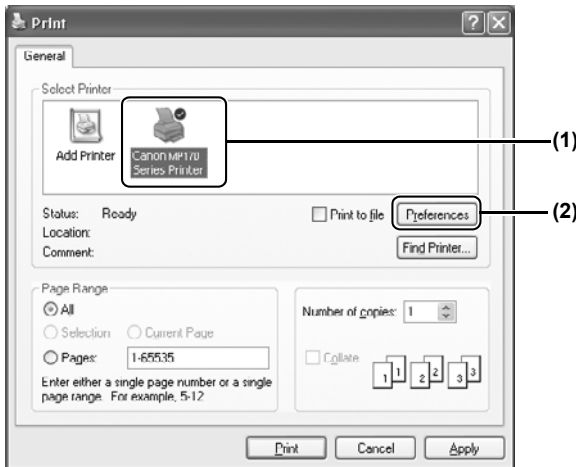 Print
General
Select Printer
Add Printer
Canon MP170
Series Printer
(1)
Status: Ready
Print to file
Preferences
(2)
Location:
Comment:
Find Printer...
Page Range
All
Selection
Current Page
Pages:
1-65535
Enter either a single page number or a single
page range. For example, 5-12
Number of copies:
1
Collate
1 1 2 2 3 3
Print
Cancel
Apply